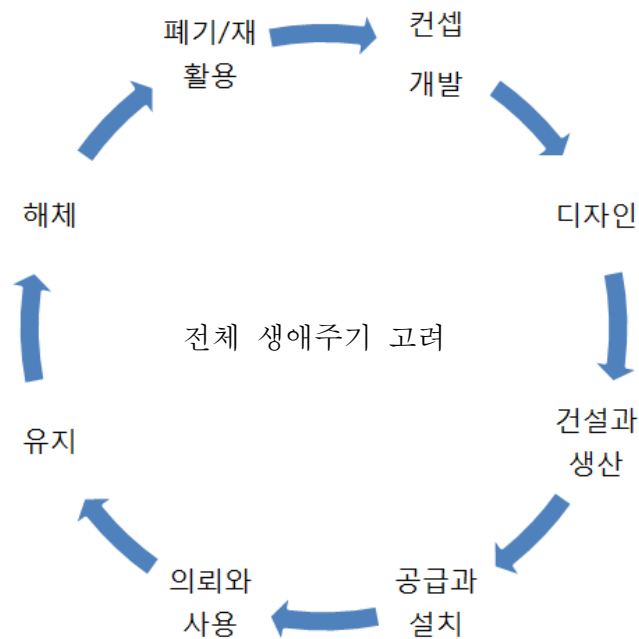 컨셉
개발
디자인
건설과
생산
공급과
설치
의뢰와
사용
유지
해체
폐기/재
활용
전체 생애주기 고려